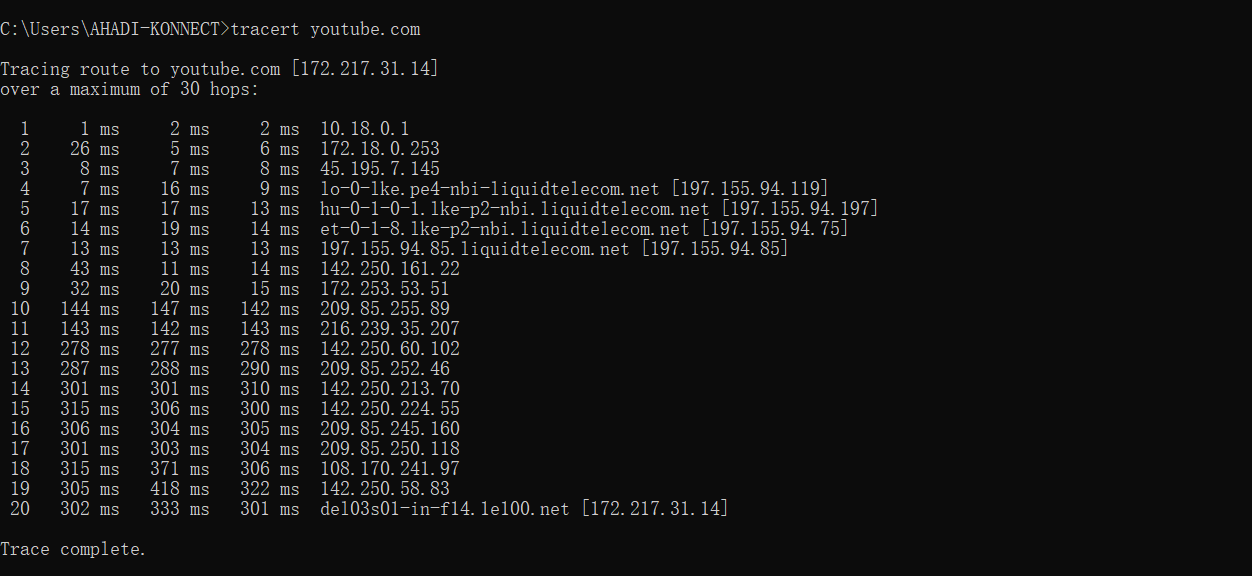 C:\Users\AHADI-KONNECT>tracert youtube.com
Tracing route to youtube.com [172.217.31.14]
over a maximum of 30 hops:
1 1 ms 2 ms 2 ms 10.18.0.1
2 26 ms 5 ms 6 ms 172.18.0.253
3 8 ms 7 ms 8 ms 45.195.7.145
4 7 ms 16 ms 9 ms lo-0-lke.pe4-nbi-liquidtelecom.net [197.155.94.119]
5 17 ms 17 ms 13 ms hu-0-1-0-1.lke-p2-nbi.liquidtelecom.net [197.155.94.197]
6 14 ms 19 ms 14 ms et-0-1-8.lke-p2-nbi.liquidtelecom.net [197.155.94.75]
7 13 ms 13 ms 13 ms 197.155.94.85.liquidtelecom.net [197.155.94.85]
8 43 ms 11 ms 14 ms 142.250.161.22
9 32 ms 20 ms 15 ms 172.253.53.51
10 144 ms 147 ms 142 ms 209.85.255.89
11 143 ms 142 ms 143 ms 216.239.35.207
12 278 ms 277 ms 278 ms 142.250.60.102
13 287 ms 288 ms 290 ms 209.85.252.46
14 301 ms 301 ms 310 ms 142.250.213.70
15 315 ms 306 ms 300 ms 142.250.224.55
16 306 ms 304 ms 305 ms 209.85.245.160
17 301 ms 303 ms 304 ms 209.85.250.118
18 315 ms 371 ms 306 ms 108.170.241.97
19 305 ms 418 ms 322 ms 142.250.58.83
20 302 ms 333 ms 301 ms del03s01-in-f14.1e100.net [172.217.31.14]
Trace complete.